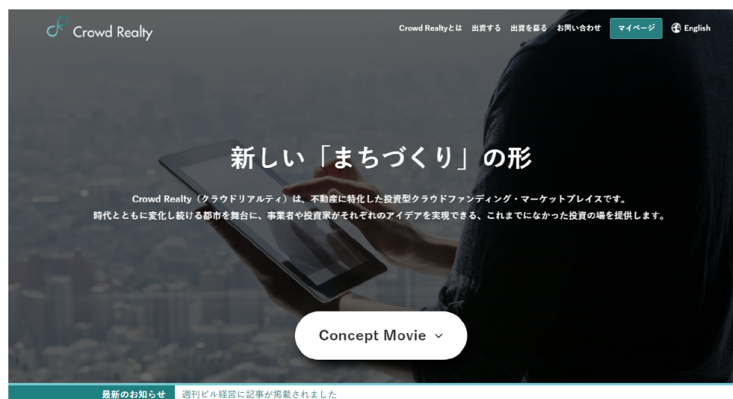 Crowd Realty
Crowd Realtyとは 出資する 出資を募る お問い合わせ マイページ English
新しい「まちづくり」の形
Crowd Realty（クラウドリアルティ）は、不動産に特化した投資型クラウドファンディング・マーケットプレイスです。
時代とともに変化し続ける都市を舞台に、事業者や投資家がそれぞれのアイデアを実現できる、これまでになかった投資の場を提供します。
Concept Movie
最新のお知らせ 週刊ビル経営に記事が掲載されました